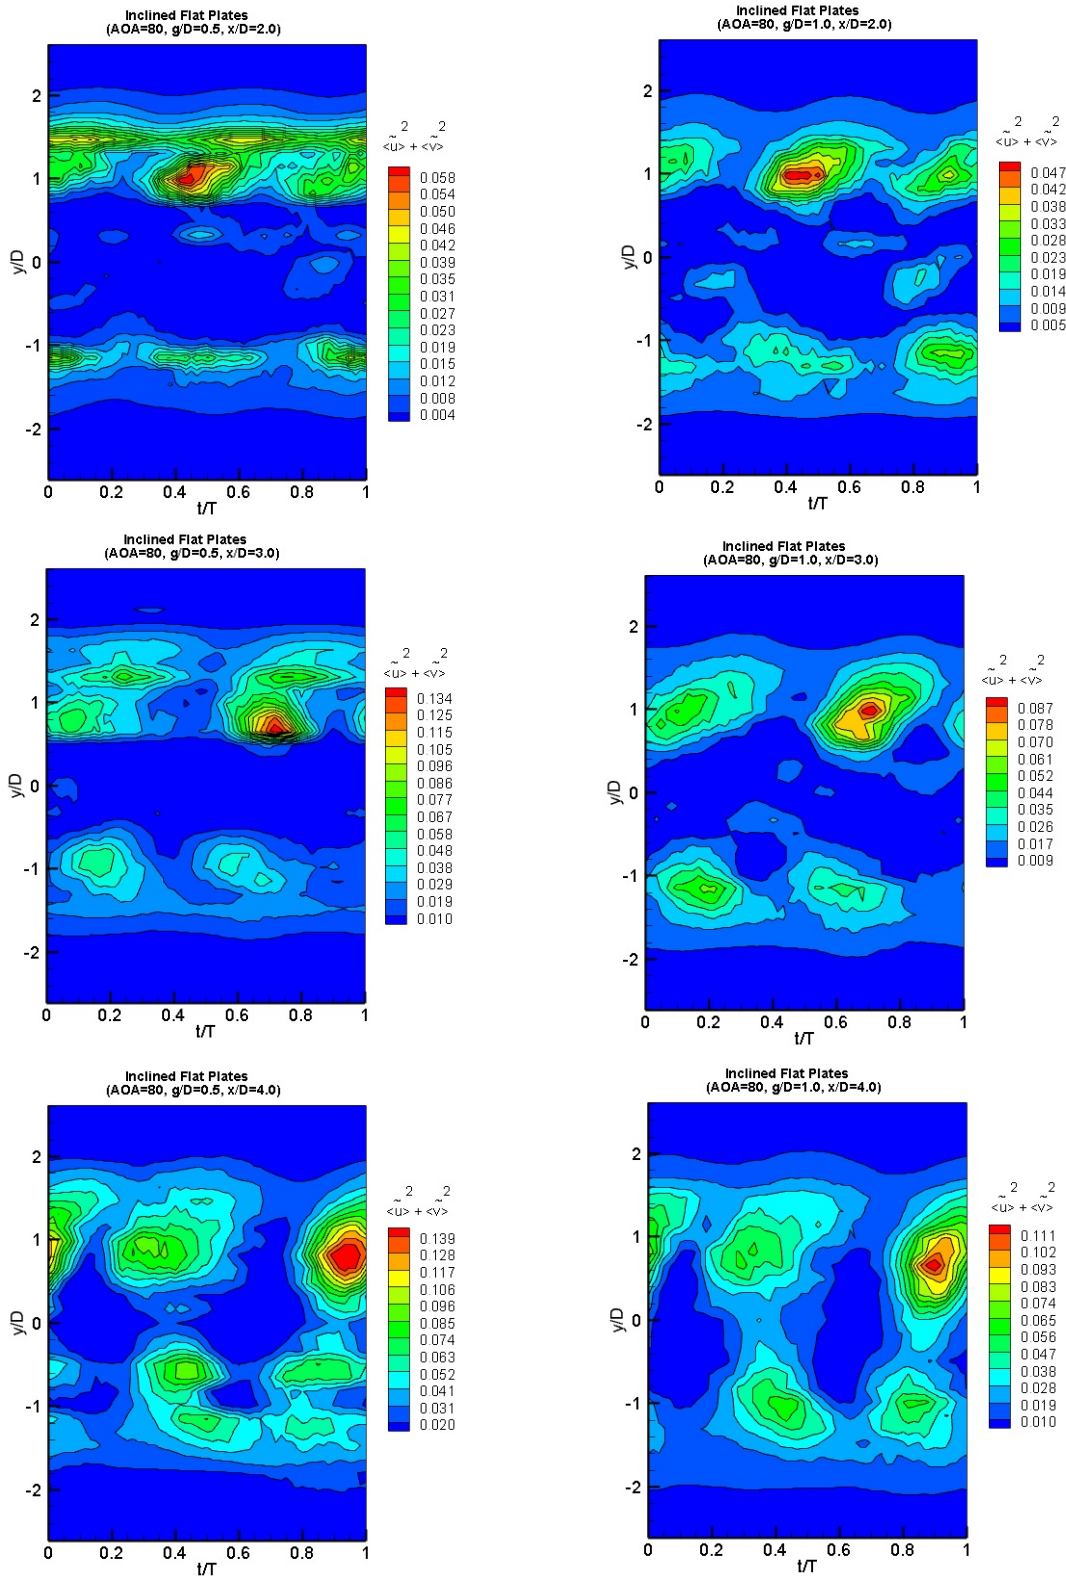 Inclined Flat Plates
(AOA=80, g/D=0.5, x/D=2.0)
2
1
0
-1
-2
y/D
0 0.2 0.4 0.6 0.8 1
t/T
~ 2 ~ 2
<u> + <v>
0.058
0.054
0.050
0.046
0.042
0.039
0.035
0.031
0.027
0.023
0.019
0.015
0.012
0.008
0.004
Inclined Flat Plates
(AOA=80, g/D=1.0, x/D=2.0)
2
1
0
-1
-2
y/D
0 0.2 0.4 0.6 0.8 1
t/T
~ 2 ~ 2
<u> + <v>
0.047
0.042
0.038
0.033
0.028
0.023
0.019
0.014
0.009
0.005
Inclined Flat Plates
(AOA=80, g/D=0.5, x/D=3.0)
2
1
0
-1
-2
y/D
0 0.2 0.4 0.6 0.8 1
t/T
~ 2 ~ 2
<u> + <v>
0.134
0.125
0.115
0.105
0.096
0.086
0.077
0.067
0.058
0.048
0.038
0.029
0.019
0.010
Inclined Flat Plates
(AOA=80, g/D=1.0, x/D=3.0)
2
1
0
-1
-2
y/D
0 0.2 0.4 0.6 0.8 1
t/T
~ 2 ~ 2
<u> + <v>
0.087
0.078
0.070
0.061
0.052
0.044
0.035
0.026
0.017
0.009
Inclined Flat Plates
(AOA=80, g/D=0.5, x/D=4.0)
2
1
0
-1
-2
y/D
0 0.2 0.4 0.6 0.8 1
t/T
~ 2 ~ 2
<u> + <v>
0.139
0.128
0.117
0.106
0.096
0.085
0.074
0.063
0.052
0.041
0.031
0.020
Inclined Flat Plates
(AOA=80, g/D=1.0, x/D=4.0)
2
1
0
-1
-2
y/D
0 0.2 0.4 0.6 0.8 1
t/T
~ 2 ~ 2
<u> + <v>
0.111
0.102
0.093
0.083
0.074
0.065
0.056
0.047
0.038
0.028
0.019
0.010